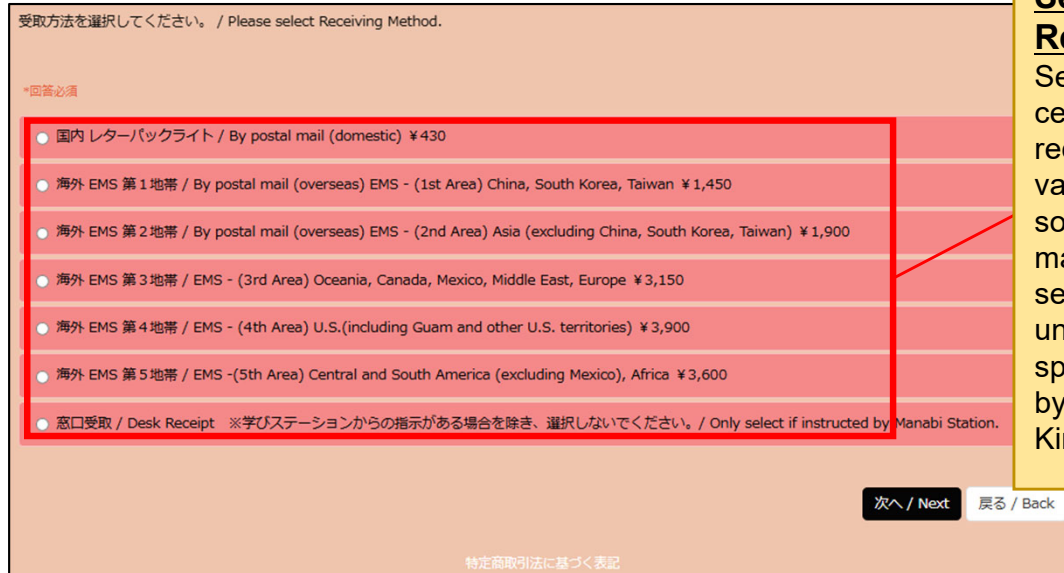 受取方法を選択してください。 / Please select Receiving Method.
*回答必須
国内 レターパックライト / By postal mail (domestic) ¥430
海外 EMS 第1地帯 / By postal mail (overseas) EMS - (1st Area) China, South Korea, Taiwan ¥1,450
海外 EMS 第2地帯 / By postal mail (overseas) EMS - (2nd Area) Asia (excluding China, South Korea, Taiwan) ¥1,900
海外 EMS 第3地帯 / EMS - (3rd Area) Oceania, Canada, Mexico, Middle East, Europe ¥3,150
海外 EMS 第4地帯 / EMS - (4th Area) U.S.(including Guam and other U.S. territories) ¥3,900
海外 EMS 第5地帯 / EMS -(5th Area) Central and South America (excluding Mexico), Africa ¥3,600
窓口受取 / Desk Receipt ※学びステーションからの指示がある場合を除き、選択しないでください。/ Only select if instructed by Manabi Station.
次へ / Next 戻る / Back
特定商取引法に基づく表記